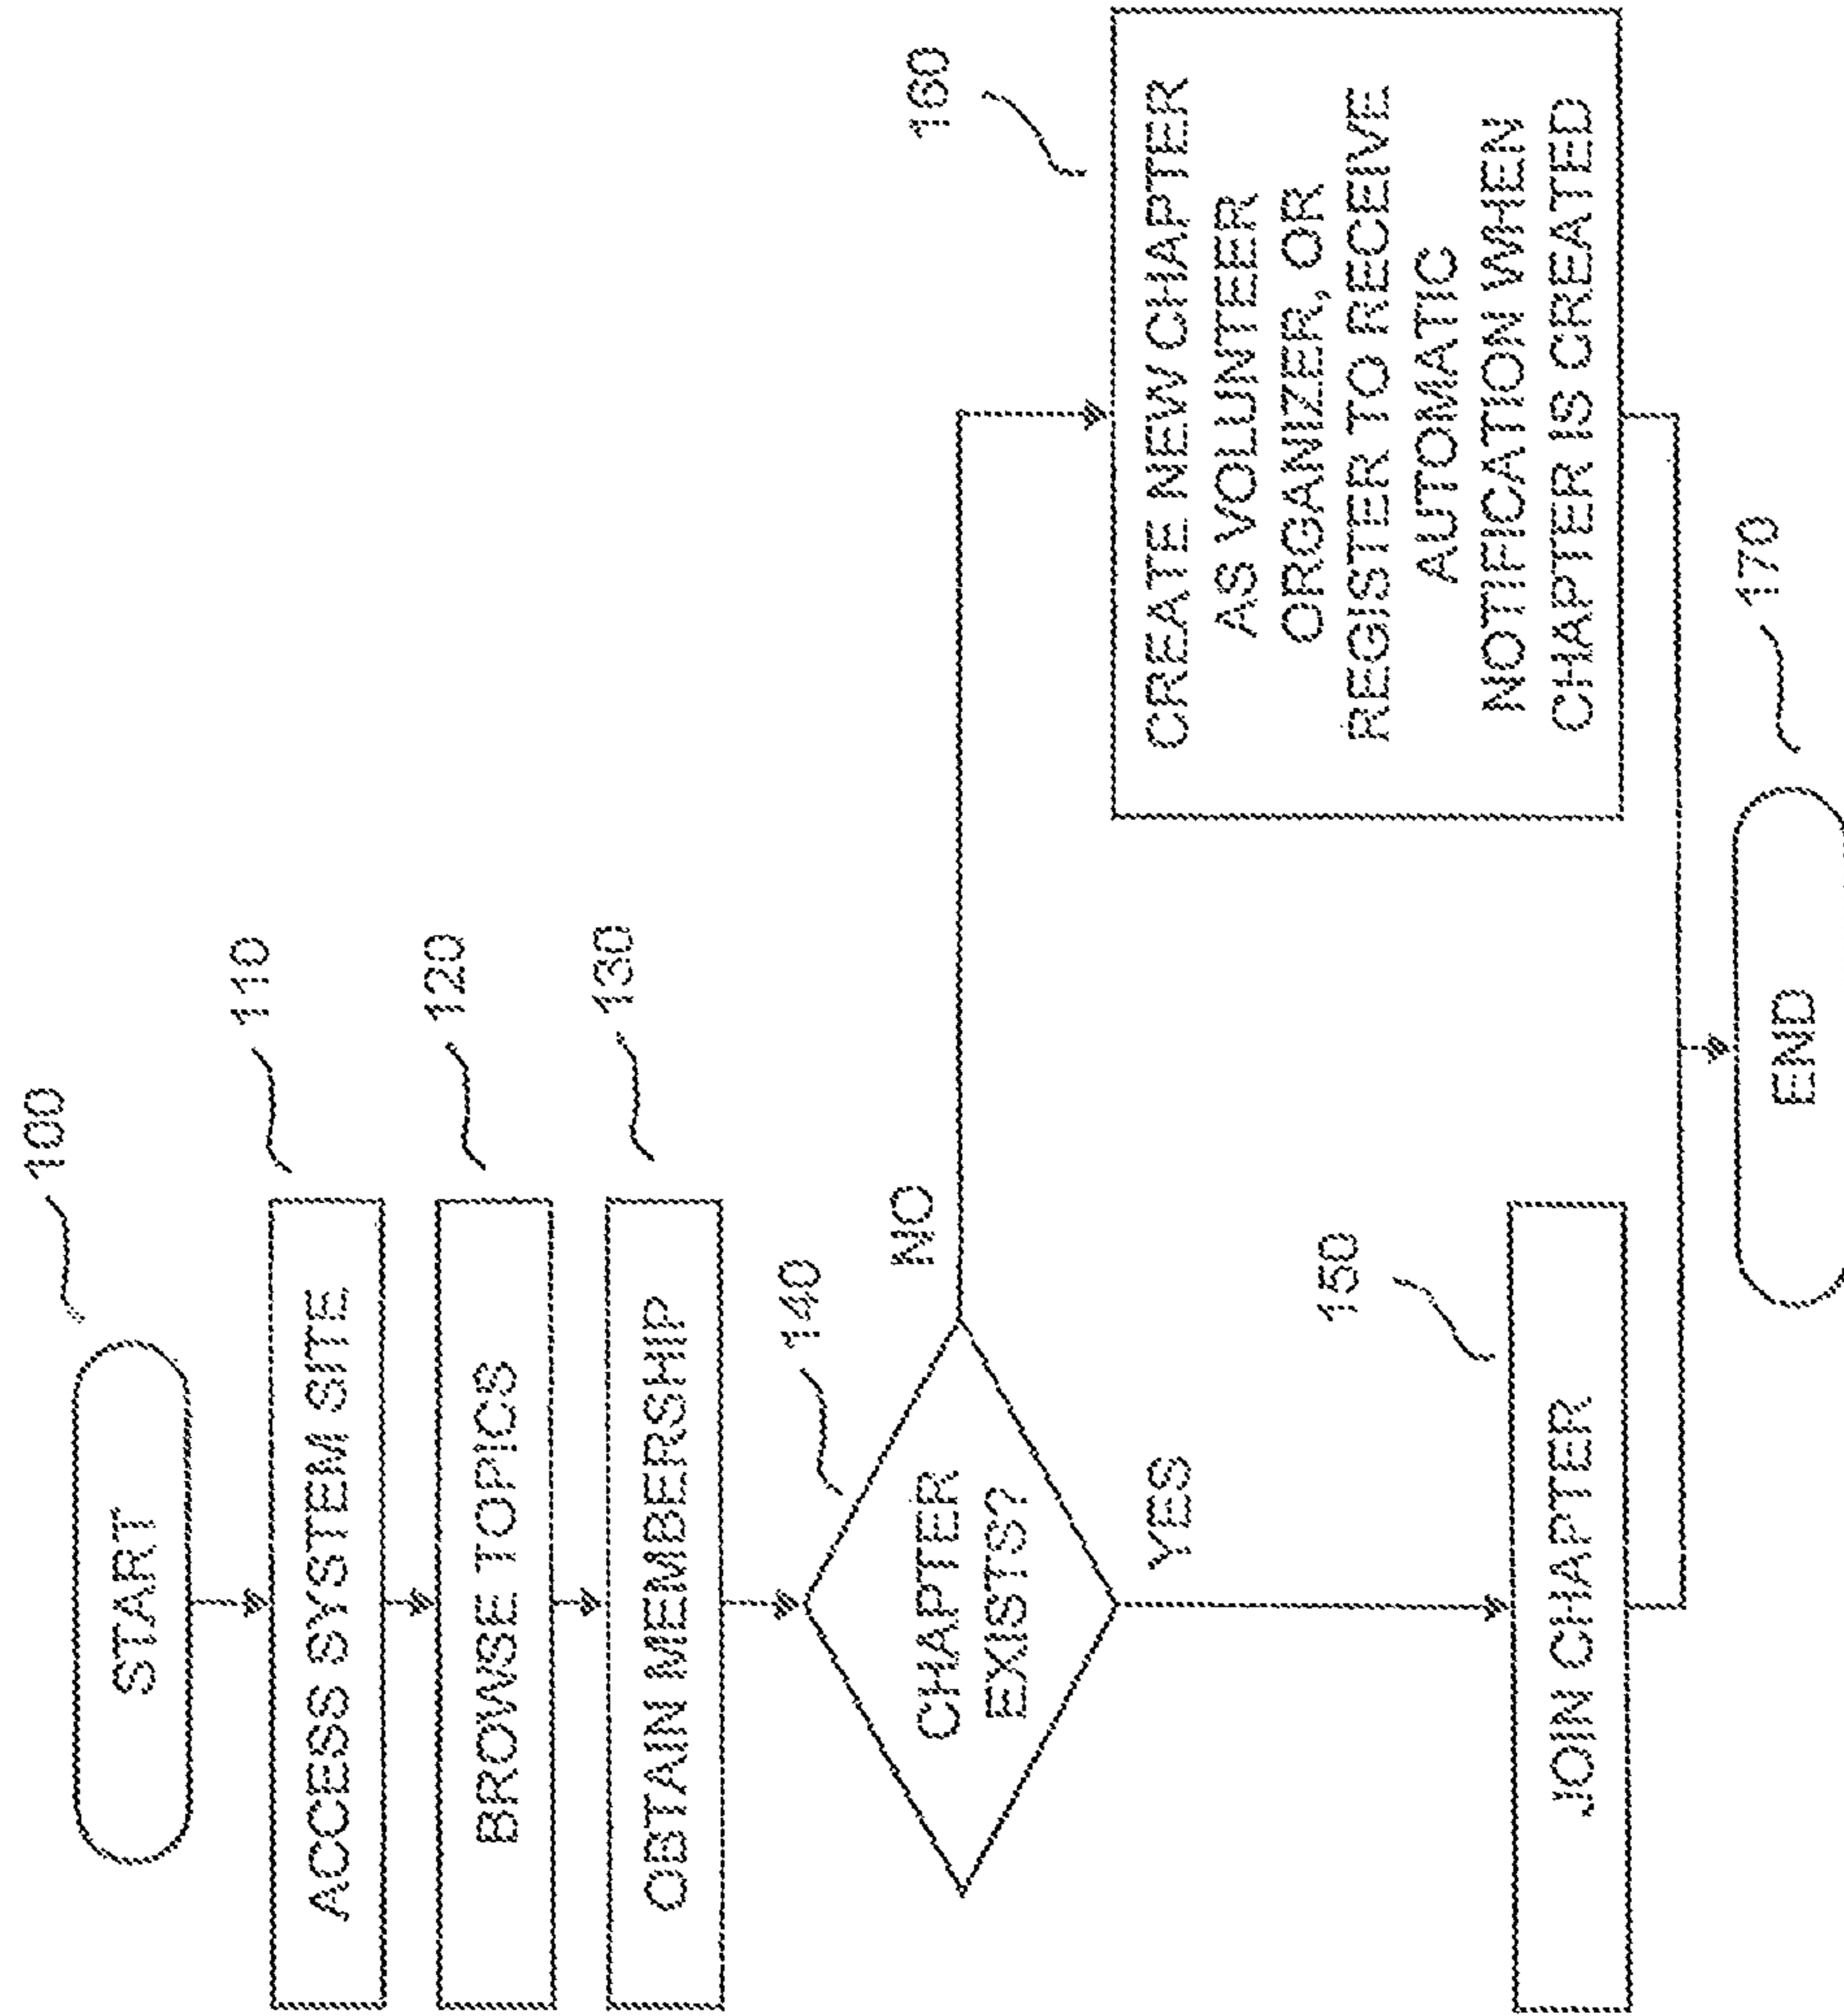 100
START
110
ACCESS SYSTEM SITE
120
BROWSE TOPICS
130
OBTAIN MEMBERSHIP
140
CHAPTER
EXISTS?
NO
YES
160
CREATE NEW CHAPTER
AS VOLUNTEER
ORGANIZER, OR
REGISTER TO RECEIVE
AUTOMATIC
NOTIFICATION WHEN
CHAPTER IS CREATED
150
JOIN CHAPTER
170
END